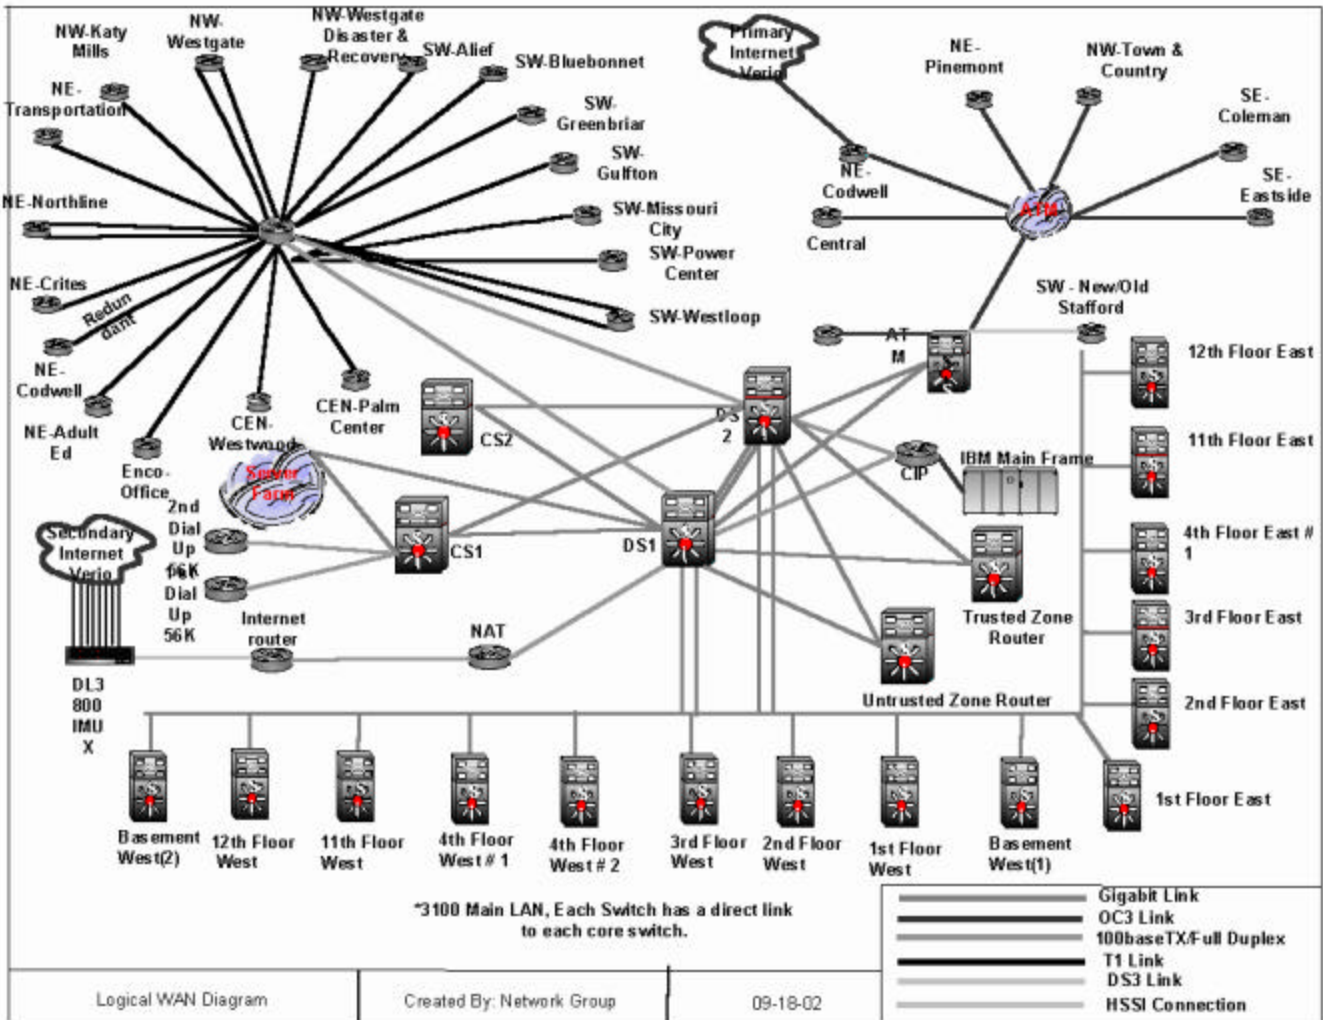 NW-Katy
Mills
NW-
Westgate
NW-Westgate
Disaster &
Recovery
SW-Alief
SW-Bluebonnet
NE-
Transportation
SW-
Greenbriar
SW-
Gulfton
NE-Northline
SW-Missouri
City
SW-Power
Center
NE-Crites
Redun
dant
SW-Westloop
NE-
Codwell
NE-Adult
Ed
Enco-
Office
CEN-
Westwood
CEN-Palm
Center
Primary
Internet
Verio
NE-
Pinemont
NW-Town &
Country
SE-
Coleman
SE-
Eastside
NE-
Codwell
Central
ATM
SW - New/Old
Stafford
AT
M
CS2
DS
2
CIP
IBM Main Frame
Server
Farm
CS1
DS1
Secondary
Internet
Verio
2nd
Dial
Up
56K
1st
Dial
Up
56K
Internet
router
NAT
DL3
800
IMU
X
Trusted Zone
Router
Untrusted Zone Router
12th Floor East
11th Floor East
4th Floor East #
1
3rd Floor East
2nd Floor East
1st Floor East
Basement
West(2)
12th Floor
West
11th Floor
West
4th Floor
West # 1
4th Floor
West # 2
3rd Floor
West
2nd Floor
West
1st Floor
West
Basement
West(1)
*3100 Main LAN, Each Switch has a direct link
to each core switch.
Gigabit Link
OC3 Link
100baseTX/Full Duplex
T1 Link
DS3 Link
HSSI Connection
Logical WAN Diagram
Created By: Network Group
09-18-02